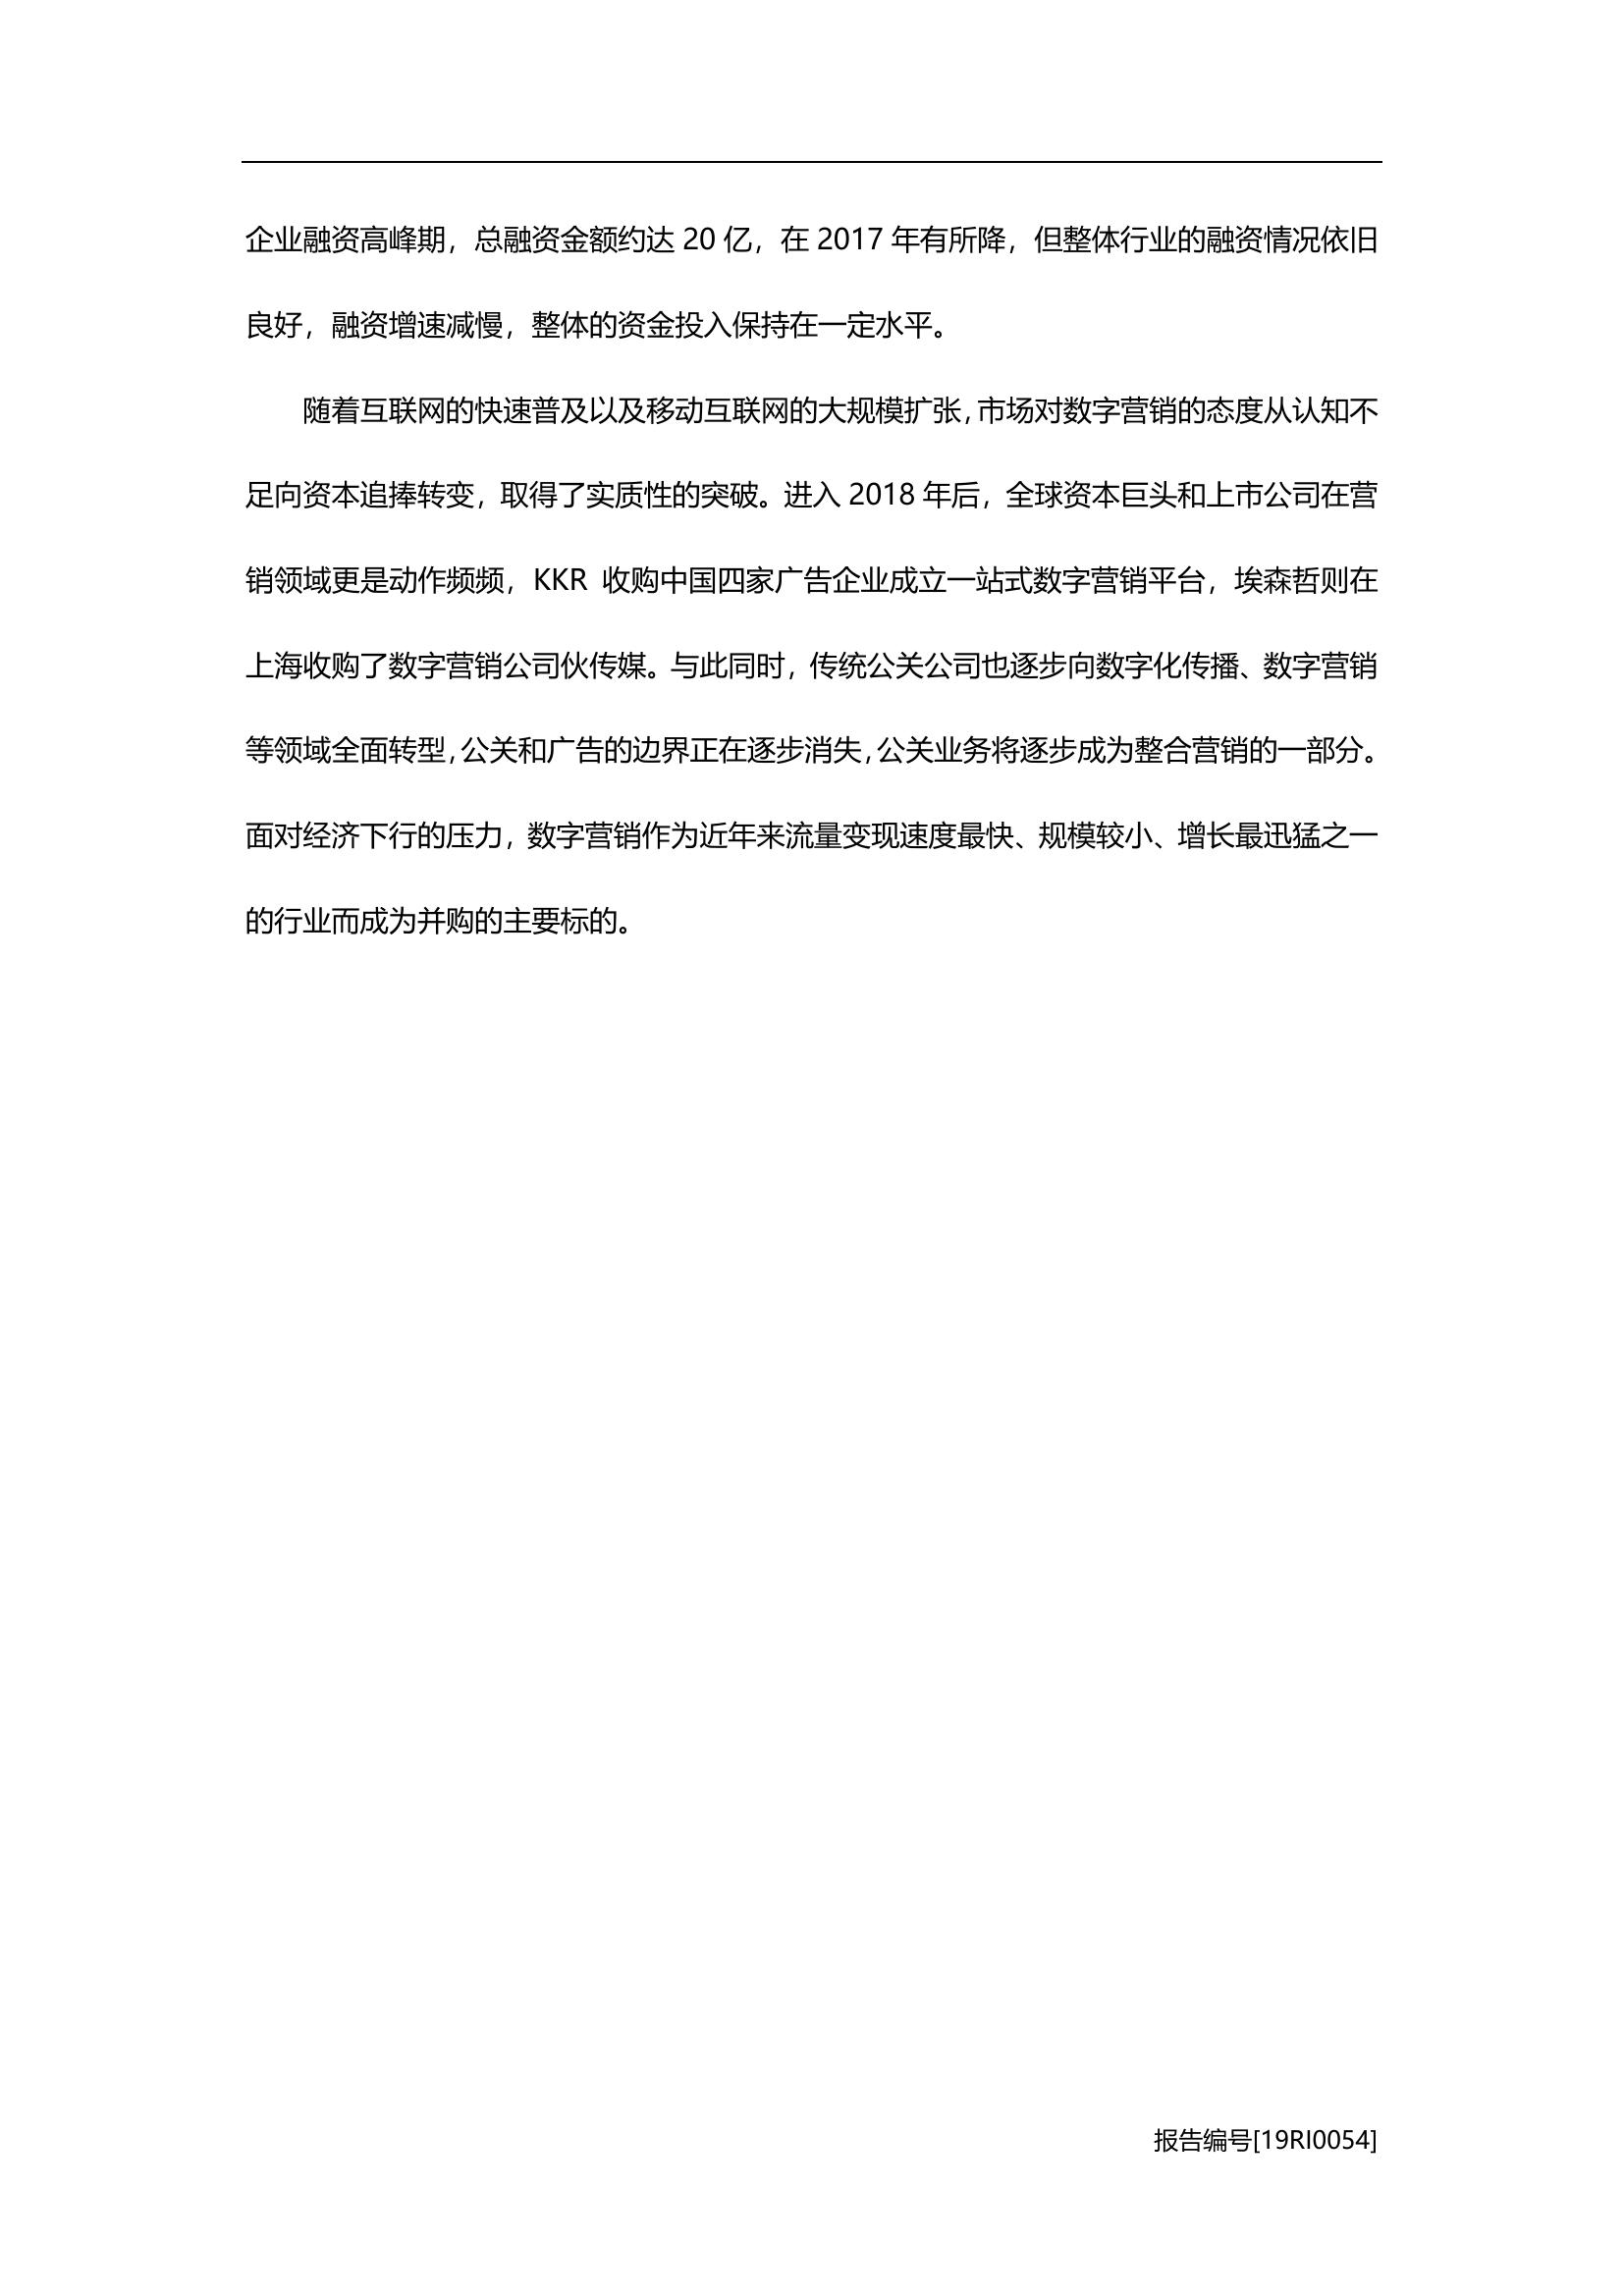 企业融资高峰期，总融资金额约达 20 亿，在 2017 年有所降，但整体行业的融资情况依旧
良好，融资增速减慢，整体的资金投入保持在一定水平。
随着互联网的快速普及以及移动互联网的大规模扩张，市场对数字营销的态度从认知不
足向资本追捧转变，取得了实质性的突破。进入 2018 年后，全球资本巨头和上市公司在营
销领域更是动作频频，KKR 收购中国四家广告企业成立一站式数字营销平台，埃森哲则在
上海收购了数字营销公司伙传媒。与此同时，传统公关公司也逐步向数字化传播、数字营销
等领域全面转型，公关和广告的边界正在逐步消失，公关业务将逐步成为整合营销的一部分。
面对经济下行的压力，数字营销作为近年来流量变现速度最快、规模较小、增长最迅猛之一
的行业而成为并购的主要标的。
报告编号[19RI0054]